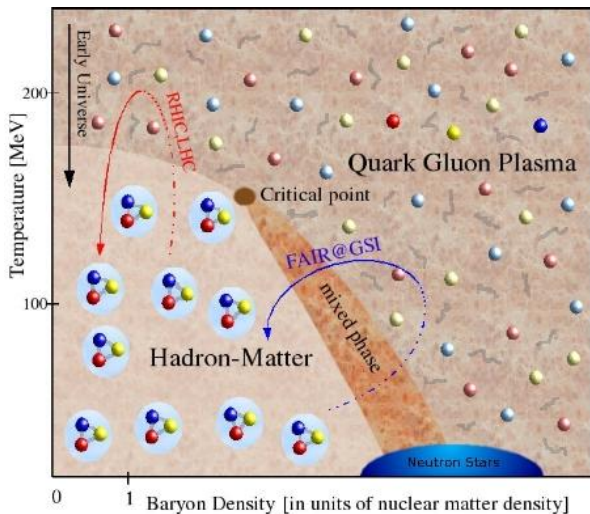 Early Universe
200
RHIC,LHC
Quark Gluon Plasma
Temperature [MeV]
Critical point
FAIR@GSI
100
mixed phase
Hadron-Matter
Neutron Stars
0
1
Baryon Density [in units of nuclear matter density]